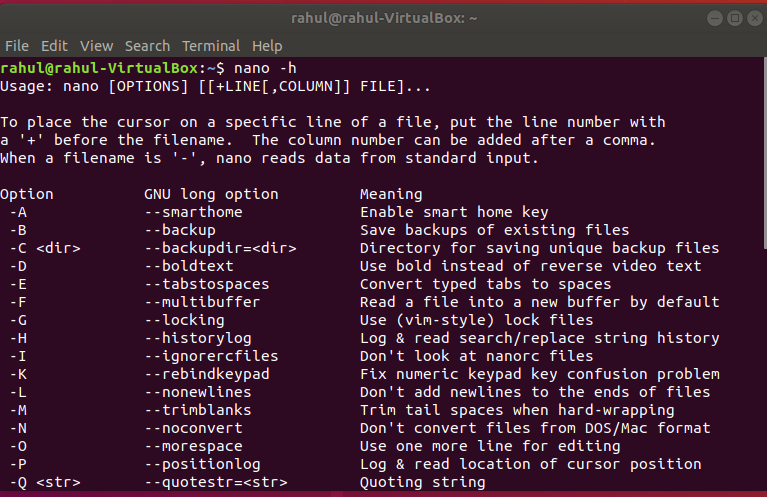 rahul@rahul-VirtualBox: ~
File Edit View Search Terminal Help
rahul@rahul-VirtualBox:~$ nano -h
Usage: nano [OPTIONS] [[+LINE[,COLUMN]] FILE]...
To place the cursor on a specific line of a file, put the line number with
a '+' before the filename.  The column number can be added after a comma.
When a filename is '-', nano reads data from standard input.
Option          GNU long option         Meaning
 -A             --smarthome             Enable smart home key
 -B             --backup                Save backups of existing files
 -C <dir>       --backupdir=<dir>       Directory for saving unique backup files
 -D             --boldtext              Use bold instead of reverse video text
 -E             --tabstospaces          Convert typed tabs to spaces
 -F             --multibuffer           Read a file into a new buffer by default
 -G             --locking               Use (vim-style) lock files
 -H             --historylog            Log & read search/replace string history
 -I             --ignorercfiles         Don't look at nanorc files
 -K             --rebindkeypad          Fix numeric keypad key confusion problem
 -L             --nonewlines            Don't add newlines to the ends of files
 -M             --trimblanks            Trim tail spaces when hard-wrapping
 -N             --noconvert             Don't convert files from DOS/Mac format
 -O             --morespace             Use one more line for editing
 -P             --positionlog           Log & read location of cursor position
 -Q <str>       --quotestr=<str>        Quoting string